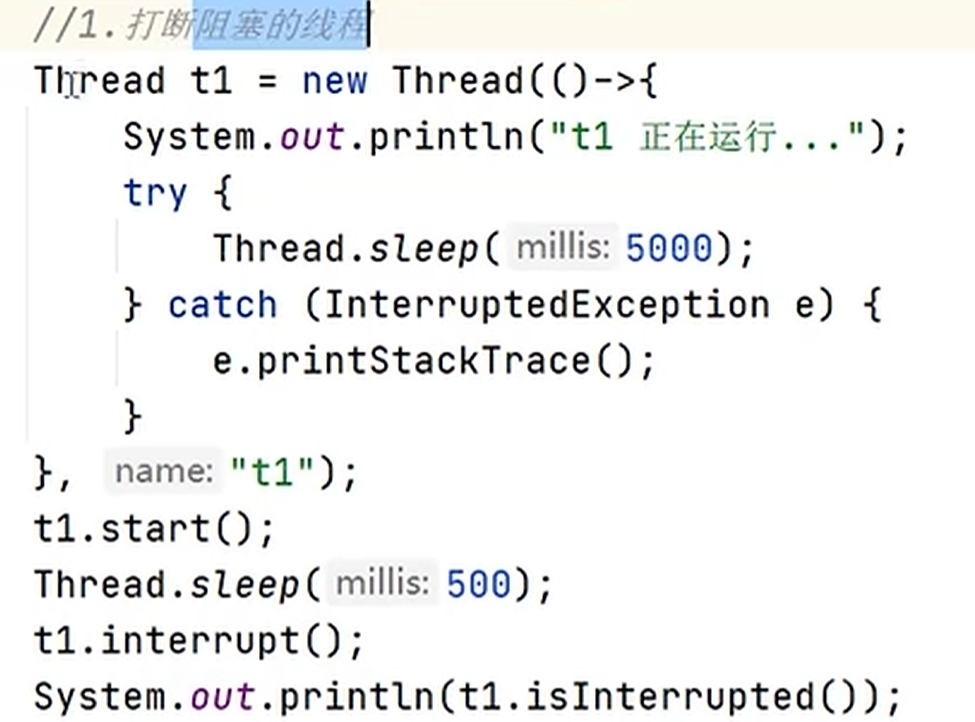 //1.打断阻塞的线程
Thread t1 = new Thread(()->{
System.out.println("t1 正在运行...");
try {
Thread.sleep( millis: 5000);
} catch (InterruptedException e) {
e.printStackTrace();
}
}, name: "t1");
t1.start();
Thread.sleep( millis: 500);
t1.interrupt();
System.out.println(t1.isInterrupted());